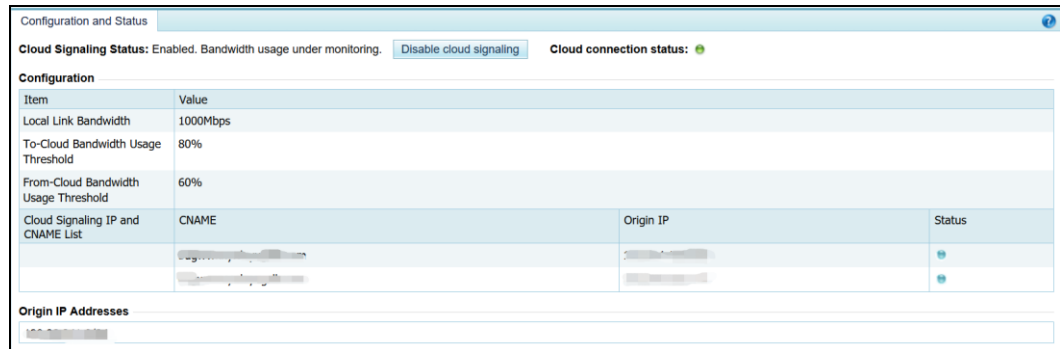 Configuration and Status
Cloud Signaling Status: Enabled. Bandwidth usage under monitoring. Disable cloud signaling Cloud connection status:
Configuration
Item Value
Local Link Bandwidth 1000Mbps
To-Cloud Bandwidth Usage 80%
Threshold
From-Cloud Bandwidth 60%
Usage Threshold
Cloud Signaling IP and CNAME Origin IP Status
CNAME List
Origin IP Addresses